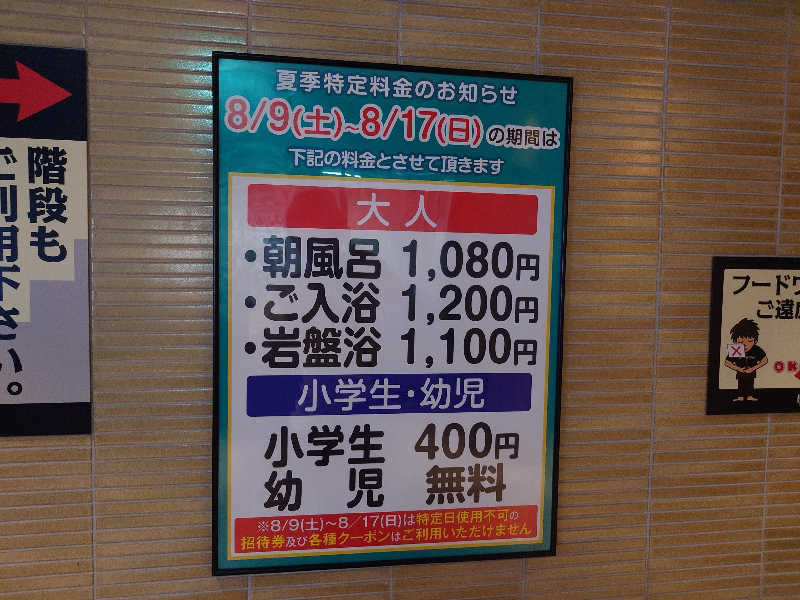 階段も
ご利用下さい。
夏季特定料金のお知らせ
8/9(土)~8/17(日)の期間は
下記の料金とさせて頂きます
大人
・朝風呂 1,080円
・ご入浴 1,200円
・岩盤浴 1,100円
小学生・幼児
小学生 400円
幼児 無料
※8/9(土)～8/17(日)は特定日使用不可の
招待券及び各種クーポンはご利用いただけません
フードワ
ご遠
OK